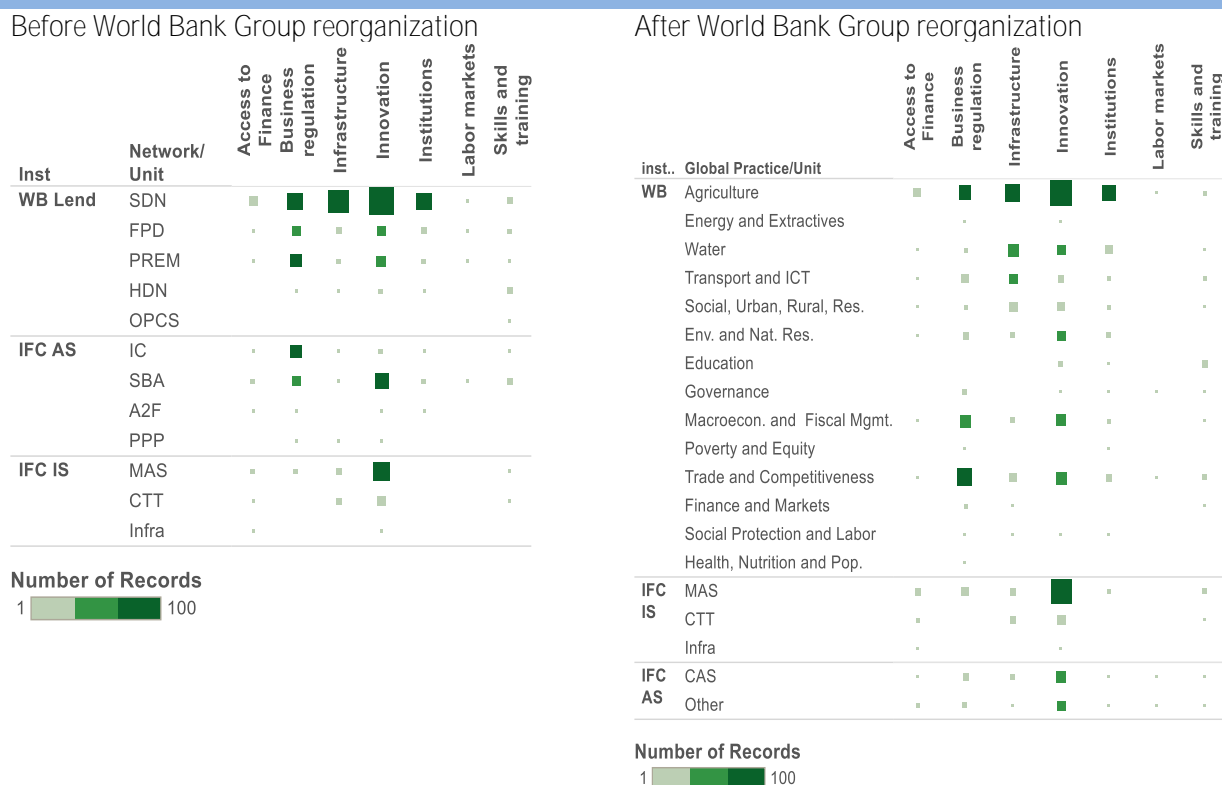 Before World Bank Group reorganization
Access to
Finance
Business
regulation
Infrastructure
Innovation
Institutions
Labor markets
Skills and
training
Inst
Network/
Unit
WB Lend SDN
FPD
PREM
HDN
OPCS
IFC AS IC
SBA
A2F
PPP
IFC IS MAS
CTT
Infra
Number of Records
1 100
After World Bank Group reorganization
Access to
Finance
Business
regulation
Infrastructure
Innovation
Institutions
Labor markets
Skills and
training
inst.. Global Practice/Unit
WB Agriculture
Energy and Extractives
Water
Transport and ICT
Social, Urban, Rural, Res.
Env. and Nat. Res.
Education
Governance
Macroecon. and Fiscal Mgmt.
Poverty and Equity
Trade and Competitiveness
Finance and Markets
Social Protection and Labor
Health, Nutrition and Pop.
IFC
IS
MAS
CTT
Infra
IFC
AS
CAS
Other
Number of Records
1 100